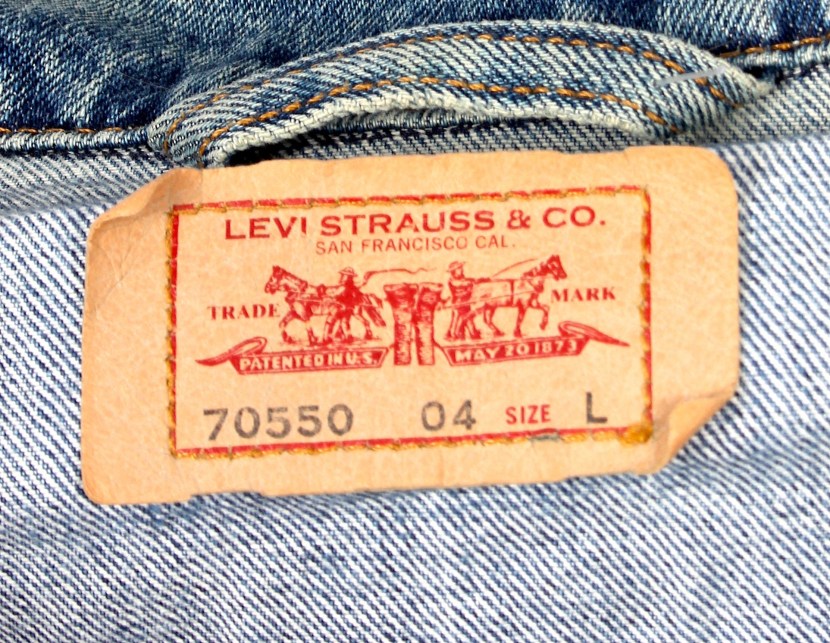 LEVI STRAUSS & CO.
SAN FRANCISCO CAL.
TRADE MARK
PATENTED IN U.S. MAY 20 1873
70550 04 SIZE L